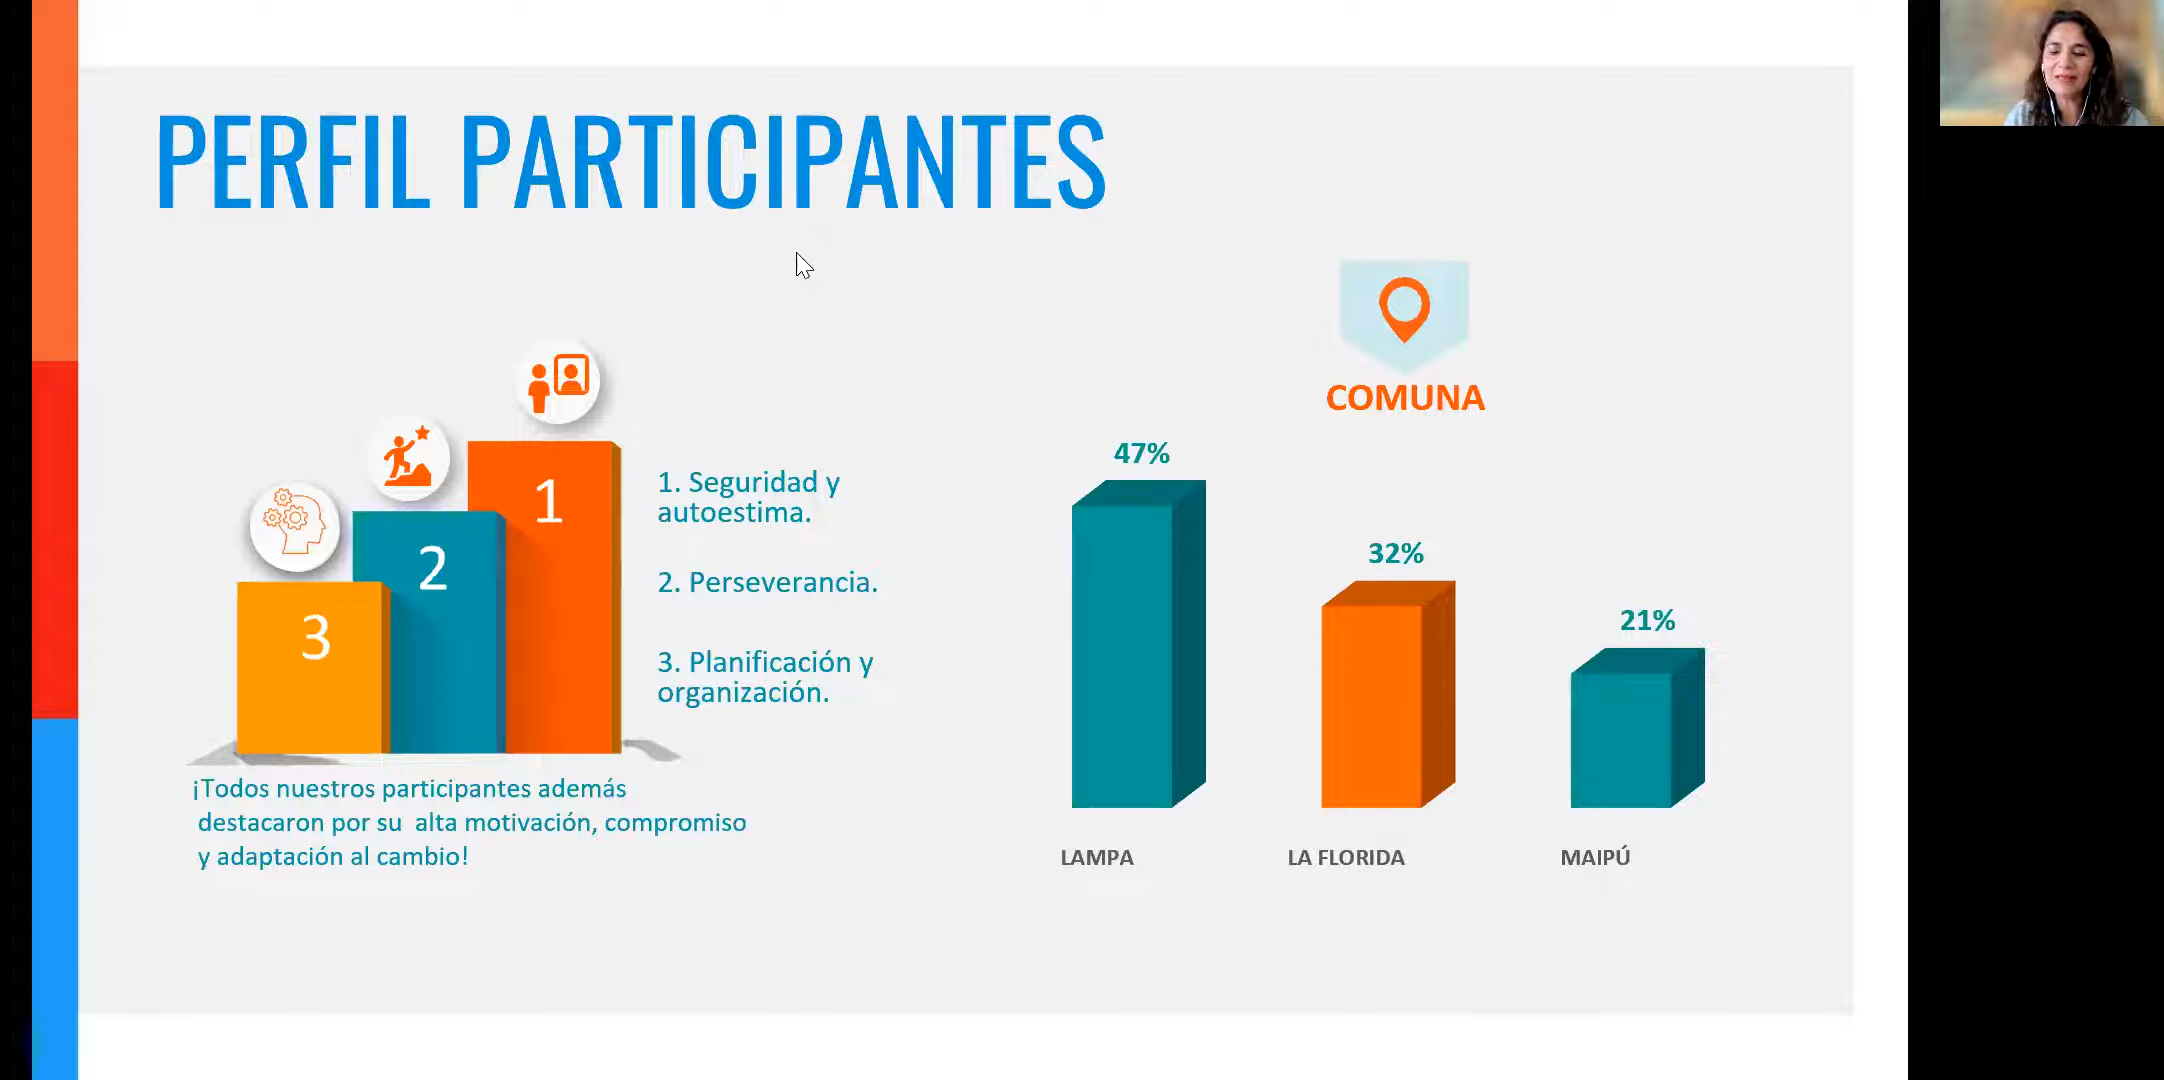 PERFIL PARTICIPANTES
1
2
3
1. Seguridad y
autoestima.
2. Perseverancia.
3. Planificación y
organización.
¡Todos nuestros participantes además
destacaron por su alta motivación, compromiso
y adaptación al cambio!
COMUNA
47%
32%
21%
LAMPA
LA FLORIDA
MAIPÚ